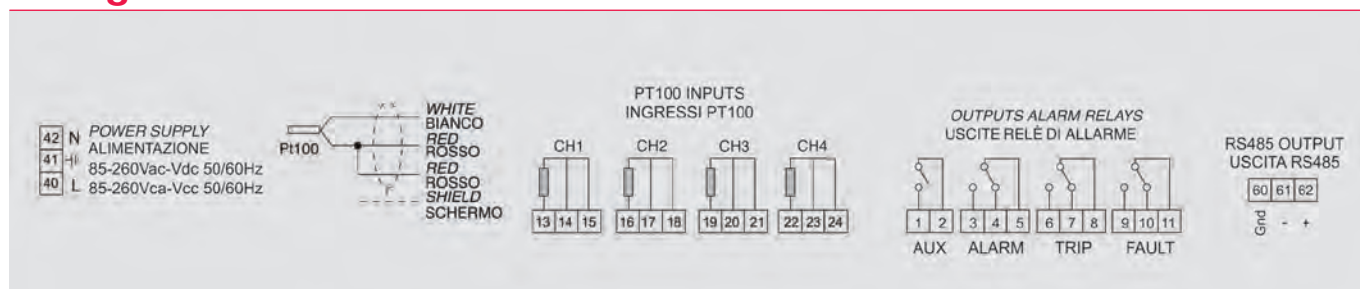 42 N POWER SUPPLY
ALIMENTAZIONE
41 85-260Vac-Vdc 50/60Hz
40 L 85-260Vca-Vcc 50/60Hz
Pt100
WHITE
BIANCO
RED
ROSSO
RED
ROSSO
SHIELD
SCHERMO
PT100 INPUTS
INGRESSI PT100
CH1 CH2 CH3 CH4
13 14 15 16 17 18 19 20 21 22 23 24
OUTPUTS ALARM RELAYS
USCITE RELÈ DI ALLARME
1 2 3 4 5 6 7 8 9 10 11
AUX ALARM TRIP FAULT
RS485 OUTPUT
USCITA RS485
60 61 62
Gnd - +